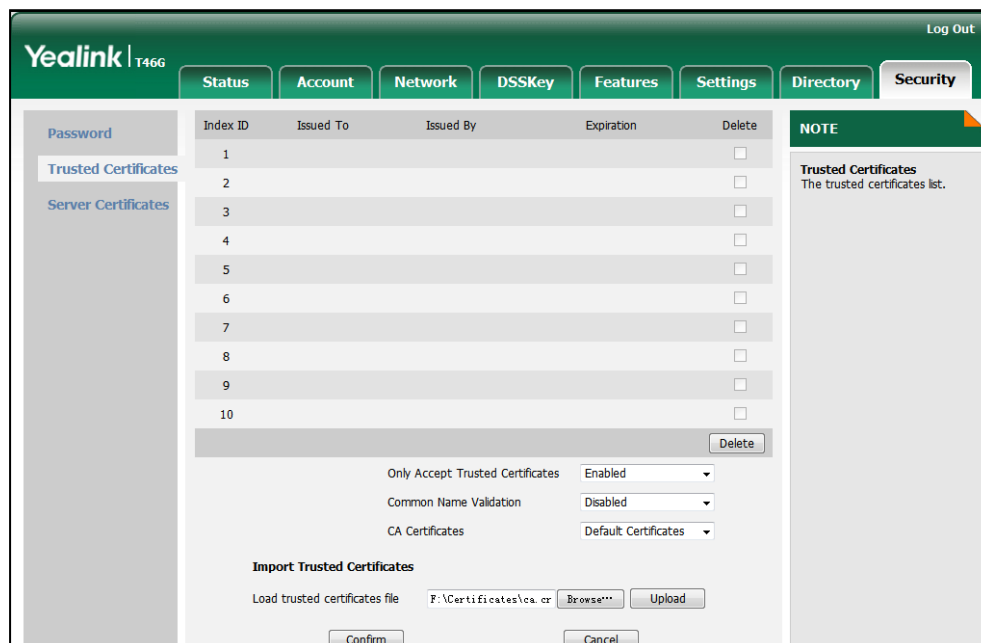 Log Out
Yealink T46G
Status Account Network DSSKey Features Settings Directory Security
Password
Trusted Certificates
Server Certificates
Index ID Issued To Issued By Expiration Delete
1
2
3
4
5
6
7
8
9
10
Delete
Only Accept Trusted Certificates Enabled
Common Name Validation Disabled
CA Certificates Default Certificates
Import Trusted Certificates
Load trusted certificates file F:\Certificates\ca.cr Browse... Upload
Confirm Cancel
NOTE
Trusted Certificates
The trusted certificates list.